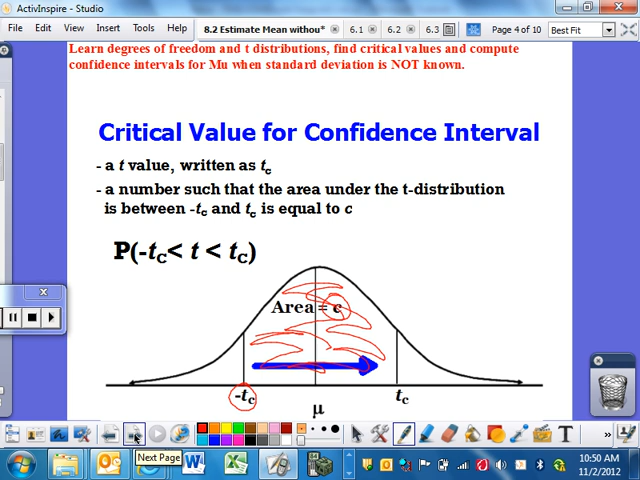 ActivInspire
File Edit View Insert Tools Help 8.2 Estimate Mean withou* 6.1 6.2 6.3 Page 4 of 10 Best Fit
Learn degrees of freedom and t distributions, find critical values and compute
confidence intervals for Mu when standard deviation is NOT known.
Critical Value for Confidence Interval
- a t value, written as tc
- a number such that the area under the t-distribution
is between -tc and tc is equal to c
P(-tC< t < tC)
Area = c
-tC
tC
μ
Next Page
10:50 AM
11/2/2012